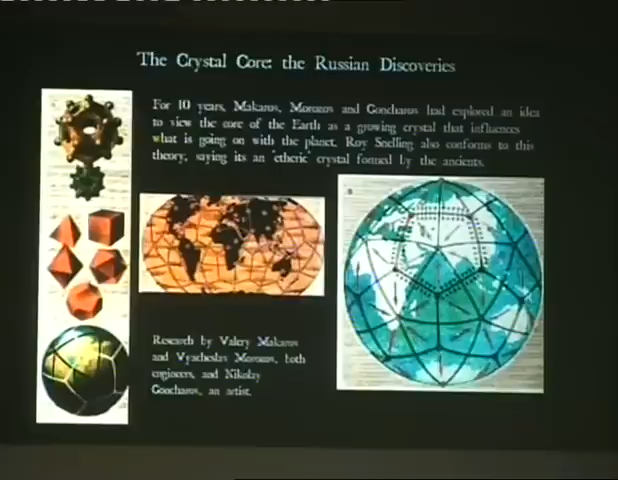 The Crystal Core: the Russian Discoveries
For 10 years, Makarov, Morozov and Goncharov had explored an idea
to view the core of the Earth as a growing crystal that influences
what is going on with the planet. Roy Snelling also conforms to this
theory, saying its an 'etheric' crystal formed by the ancients.
Research by Valery Makarov
and Vyacheslav Morozov, both
engineers, and Nikolay
Goncharov, an artist.